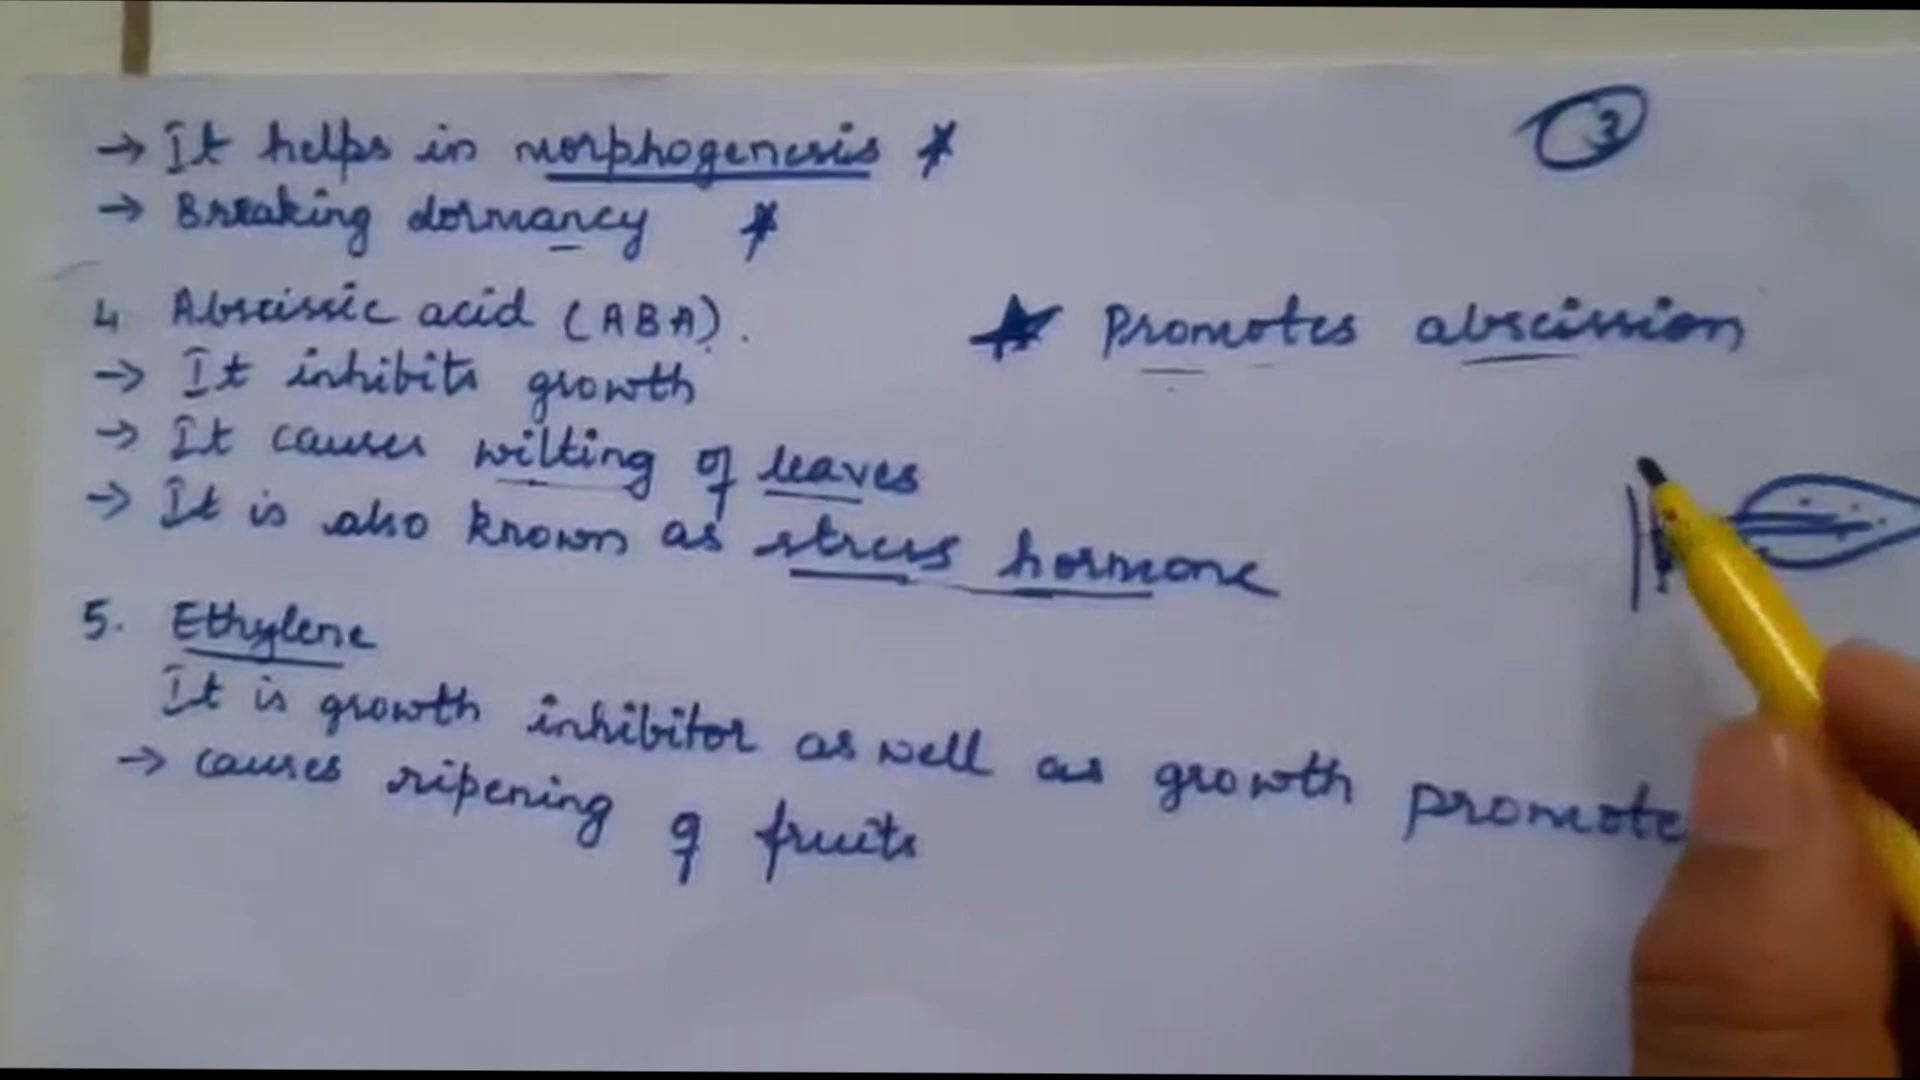 3
→ It helps in morphogenesis *
→ Breaking dormancy *
4 Abscissic acid (ABA). ★ Promotes abscission
→ It inhibits growth
→ It causes wilting of leaves
→ It is also known as stress hormone
5. Ethylene
It is growth inhibitor as well as growth promote
→ causes ripening of fruits